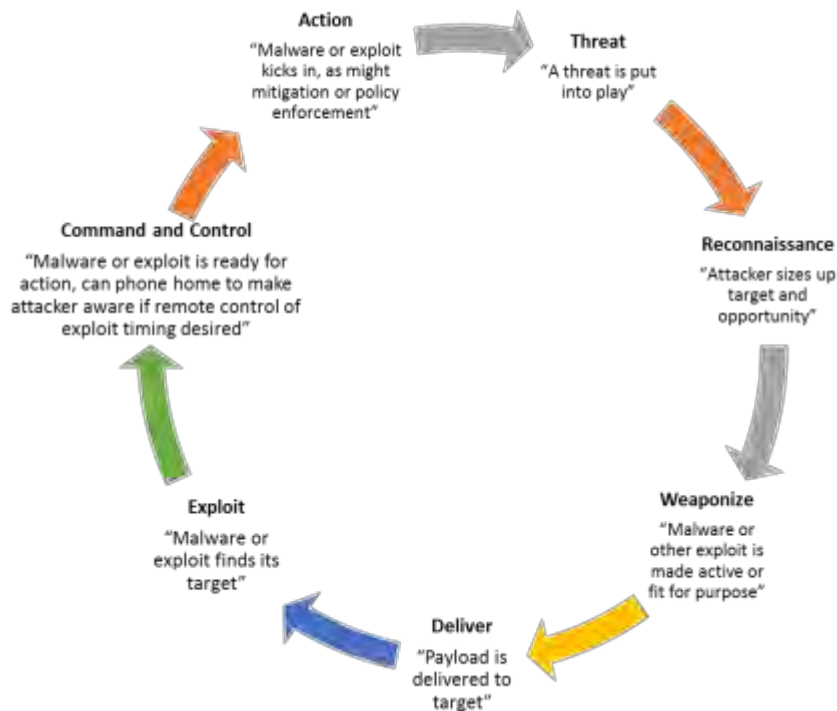 Action
“Malware or exploit
kicks in, as might
mitigation or policy
enforcement”
Threat
“A threat is put
into play”
Reconnaissance
“Attacker sizes up
target and
opportunity”
Weaponize
“Malware or
other exploit is
made active or
fit for purpose”
Deliver
“Payload is
delivered to
target”
Exploit
“Malware or
exploit finds its
target”
Command and Control
“Malware or exploit is ready for
action, can phone home to make
attacker aware if remote control of
exploit timing desired”